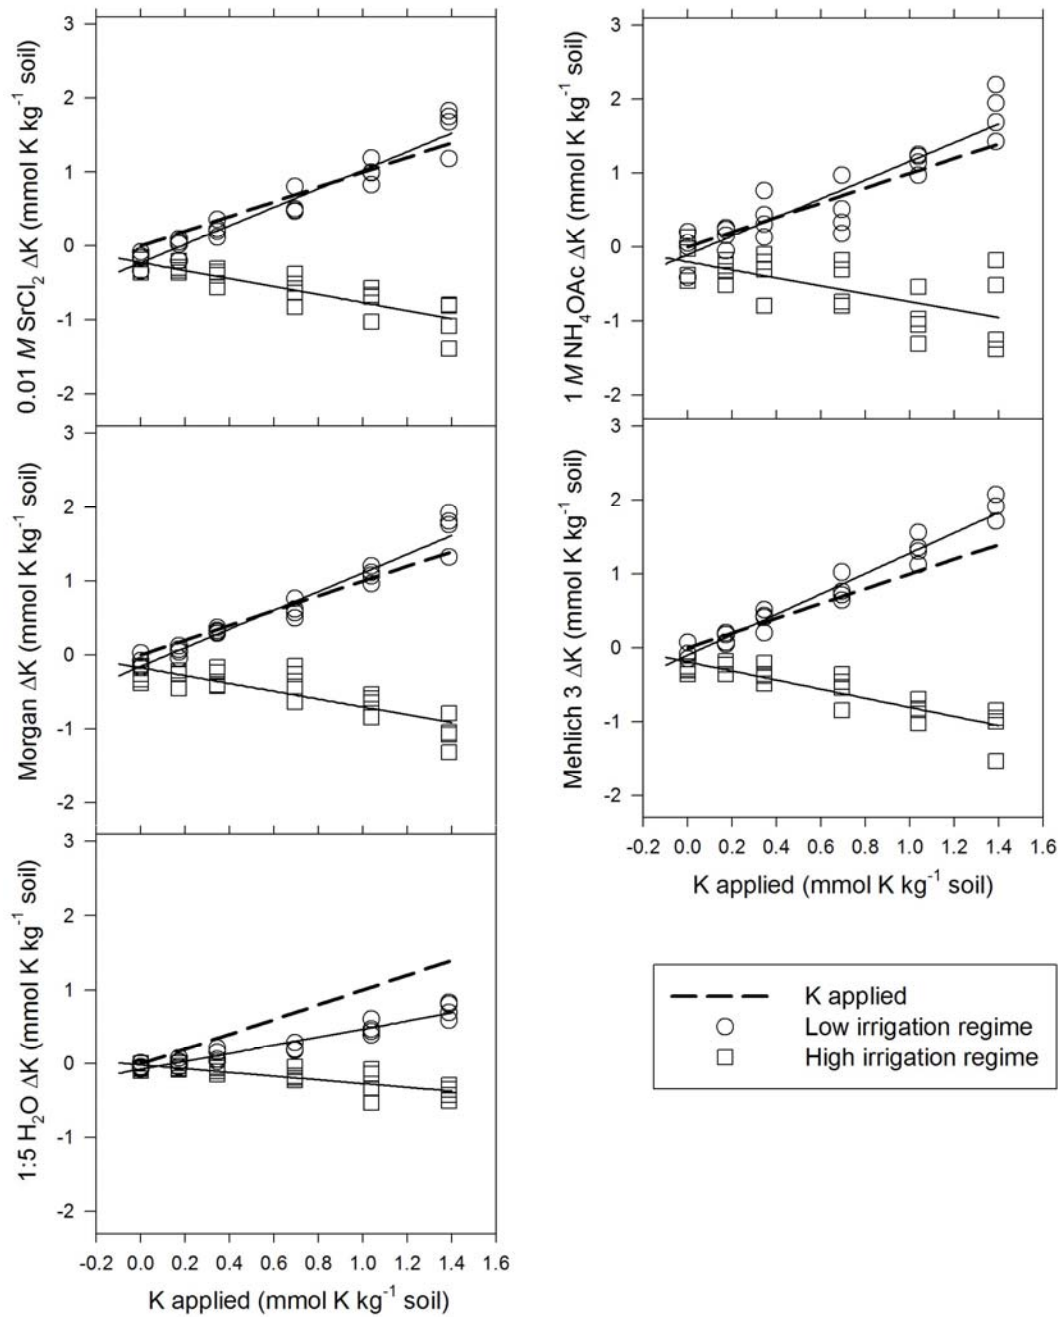 3
2
1
0
-1
-2
0.01 M SrCl₂ ΔK (mmol K kg⁻¹ soil)
3
2
1
0
-1
-2
1 M NH₄OAc ΔK (mmol K kg⁻¹ soil)
3
2
1
0
-1
-2
Morgan ΔK (mmol K kg⁻¹ soil)
3
2
1
0
-1
-2
Mehlich 3 ΔK (mmol K kg⁻¹ soil)
-0.2 0.0 0.2 0.4 0.6 0.8 1.0 1.2 1.4 1.6
K applied (mmol K kg⁻¹ soil)
3
2
1
0
-1
-2
1:5 H₂O ΔK (mmol K kg⁻¹ soil)
-0.2 0.0 0.2 0.4 0.6 0.8 1.0 1.2 1.4 1.6
K applied (mmol K kg⁻¹ soil)
K applied
Low irrigation regime
High irrigation regime